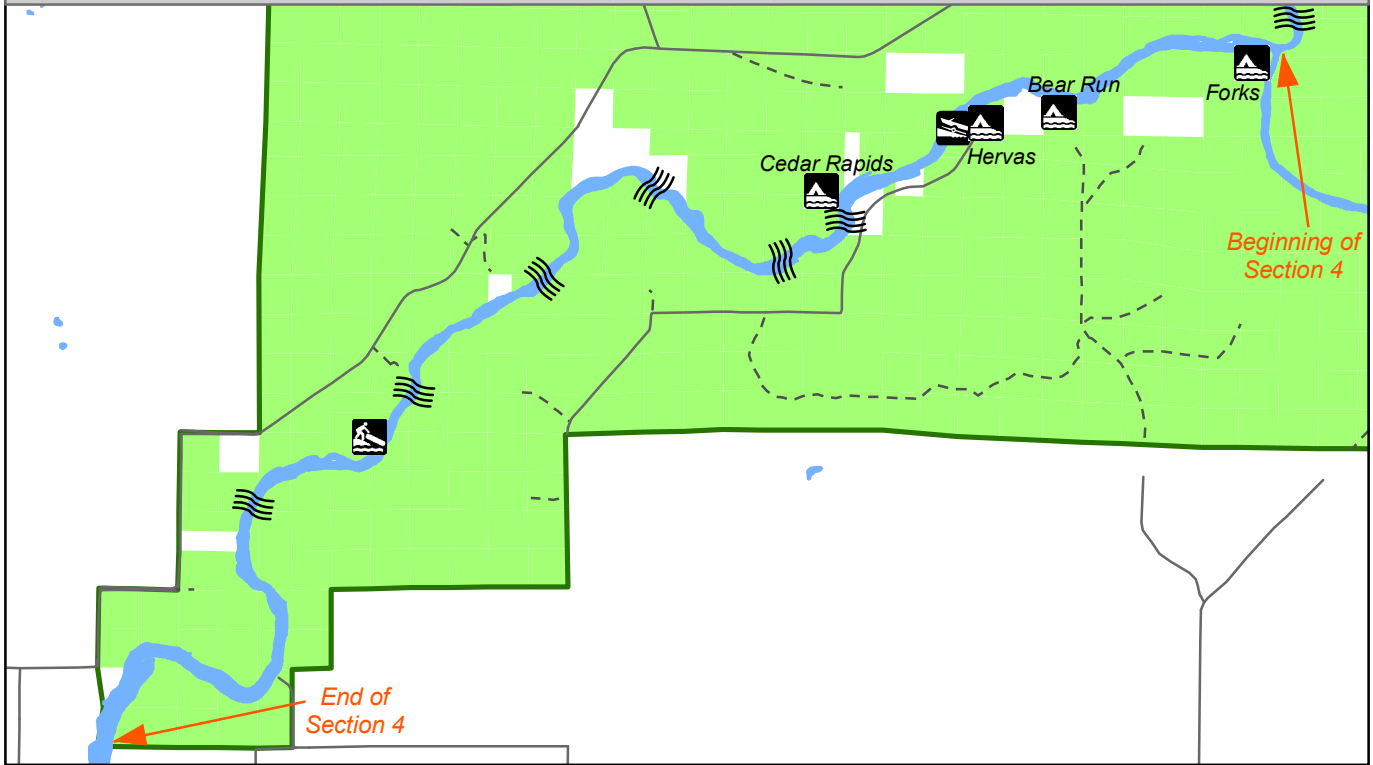 Bear Run
Forks
Hervas
Cedar Rapids
Beginning of
Section 4
End of
Section 4